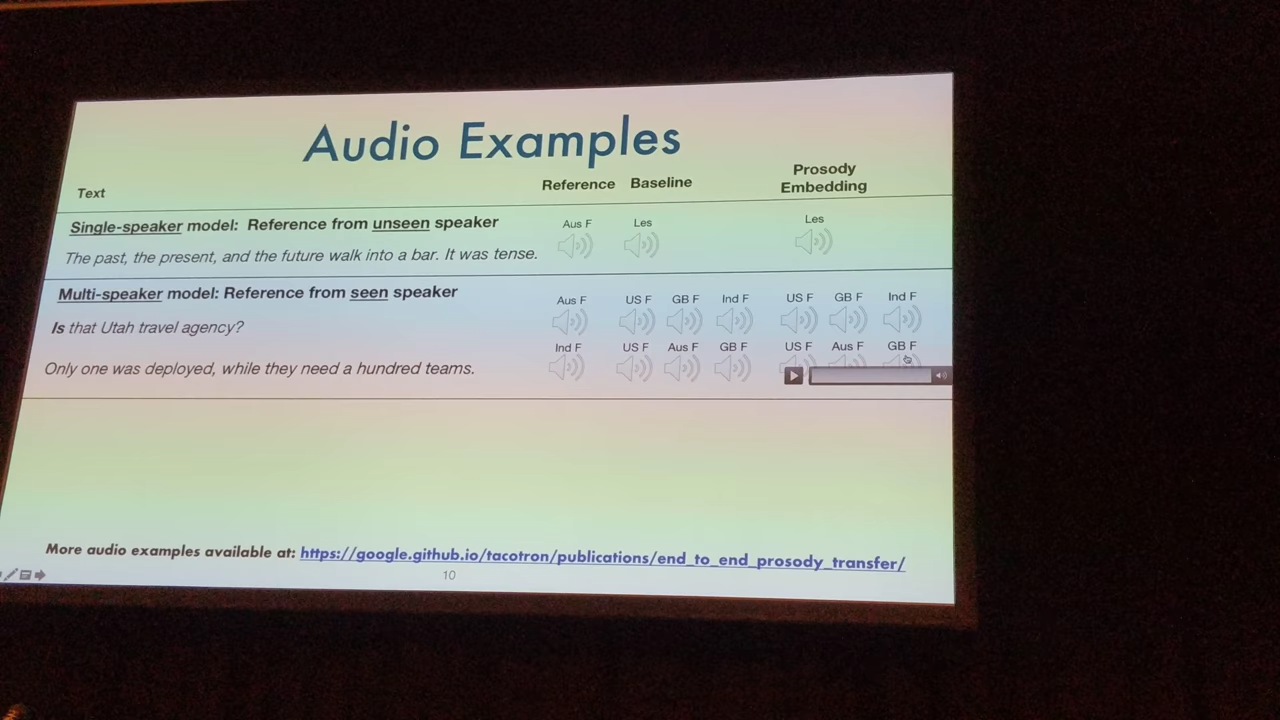 Audio Examples
Text Reference Baseline Prosody Embedding
Single-speaker model: Reference from unseen speaker
Aus F Les Les
The past, the present, and the future walk into a bar. It was tense.
Multi-speaker model: Reference from seen speaker
Aus F US F GB F Ind F US F GB F Ind F
Is that Utah travel agency?
Ind F US F Aus F GB F US F Aus F GB F
Only one was deployed, while they need a hundred teams.
More audio examples available at: https://google.github.io/tacotron/publications/end_to_end_prosody_transfer/
10